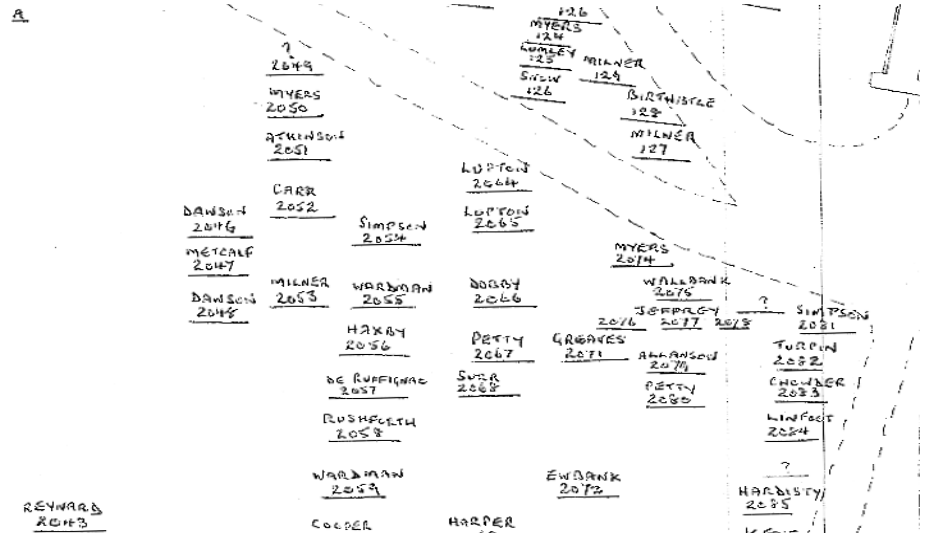 A
126
MYERS
124
LUMLEY
125
SNOW
126
MILNER
129
BIRTHISTLE
128
MILNER
127
?
2049
MYERS
2050
ATKINSON
2051
CARR
2052
DAWSON
2046
METCALF
2047
DAWSON
2048
MILNER
2053
SIMPSON
2054
WARDMAN
2055
HAXBY
2056
DE RUFFIGNAC
2057
RUSHFORTH
2058
WARDMAN
2059
COOPER
LUPTON
2064
LUPTON
2065
DOBBY
2066
PETTY
2067
SURR
2068
HARPER
GREAVES
2071
EWBANK
2072
MYERS
2074
WALLBANK
2075
JEFFREY
2076 2077 2078
?
ALLANSON
2079
PETTY
2080
SIMPSON
2081
TURPIN
2082
CHOWDER
2083
LINFOOT
2084
?
HARDISTY
2085
REYNARD
2043